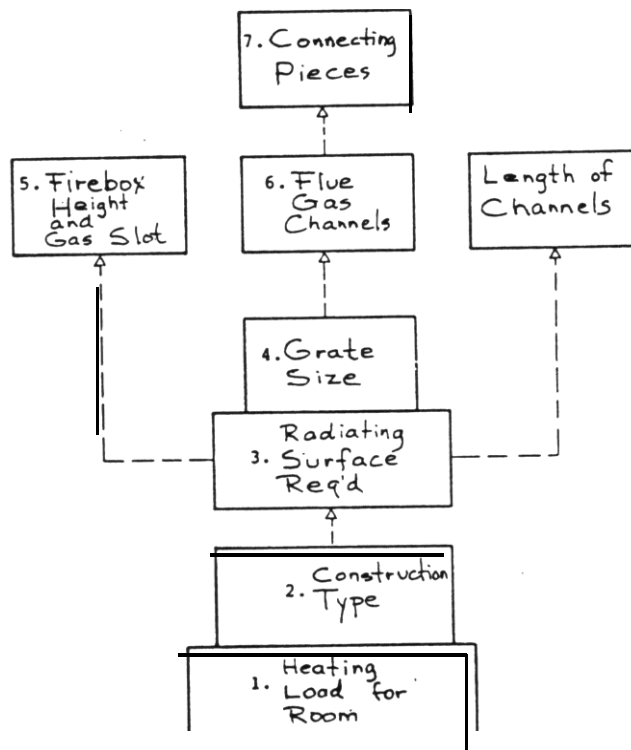 7. Connecting
Pieces
5. Firebox
Height
and
Gas Slot
6. Flue
Gas
Channels
Length of
Channels
4. Grate
Size
Radiating
3. Surface
Req'd
Construction
2. Type
Heating
1. Load for
Room